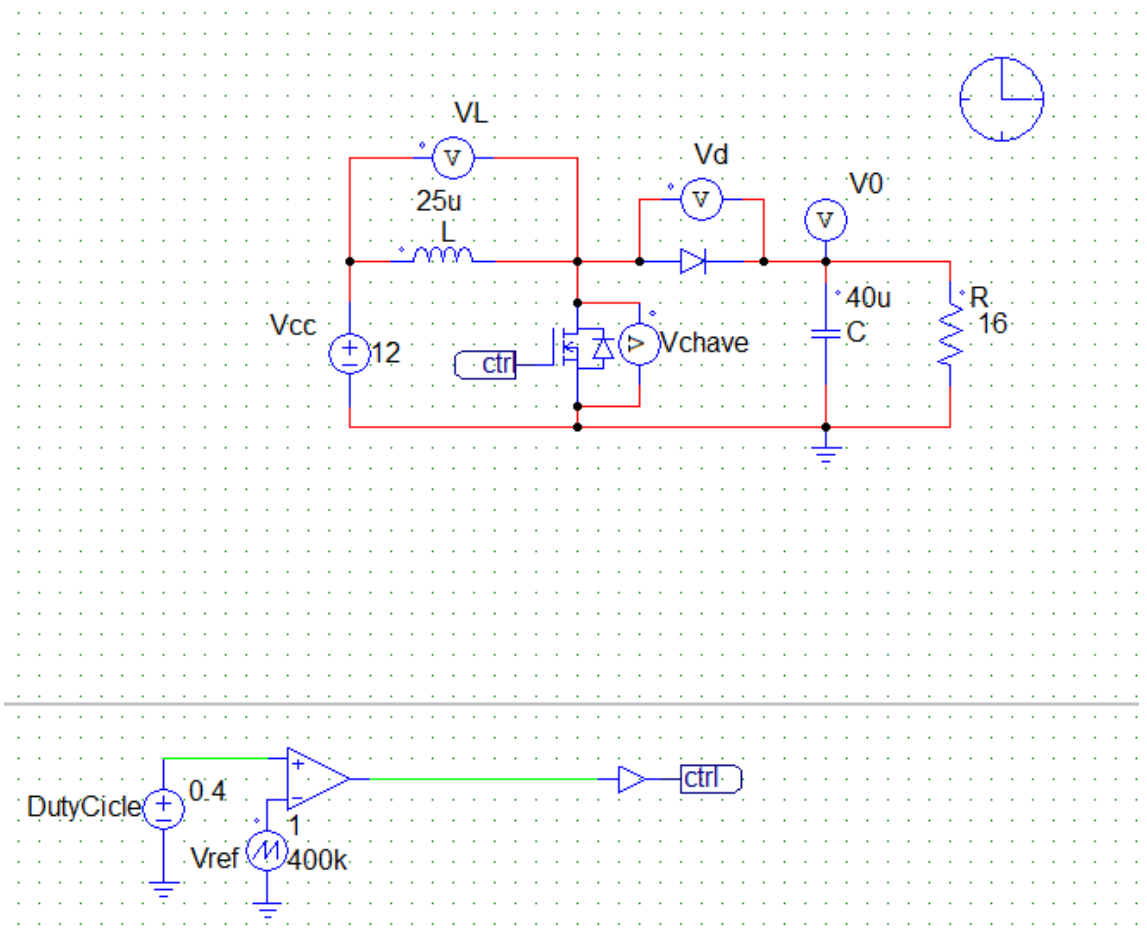 VL
Vd
V0
25u
L
40u
C
R
16
Vcc
12
Vchave
ctrl
V
V
V
V
DutyCicle
0.4
1
Vref
400k
ctrl